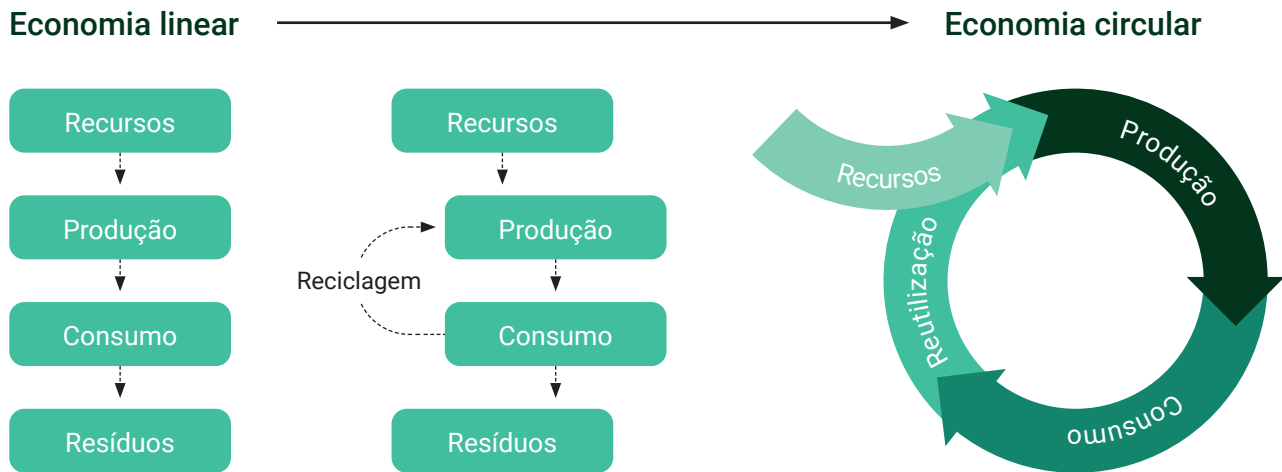 Economia linear
Economia circular
Recursos
Produção
Consumo
Resíduos
Recursos
Produção
Reciclagem
Consumo
Resíduos
Recursos
Produção
Consumo
Reutilização